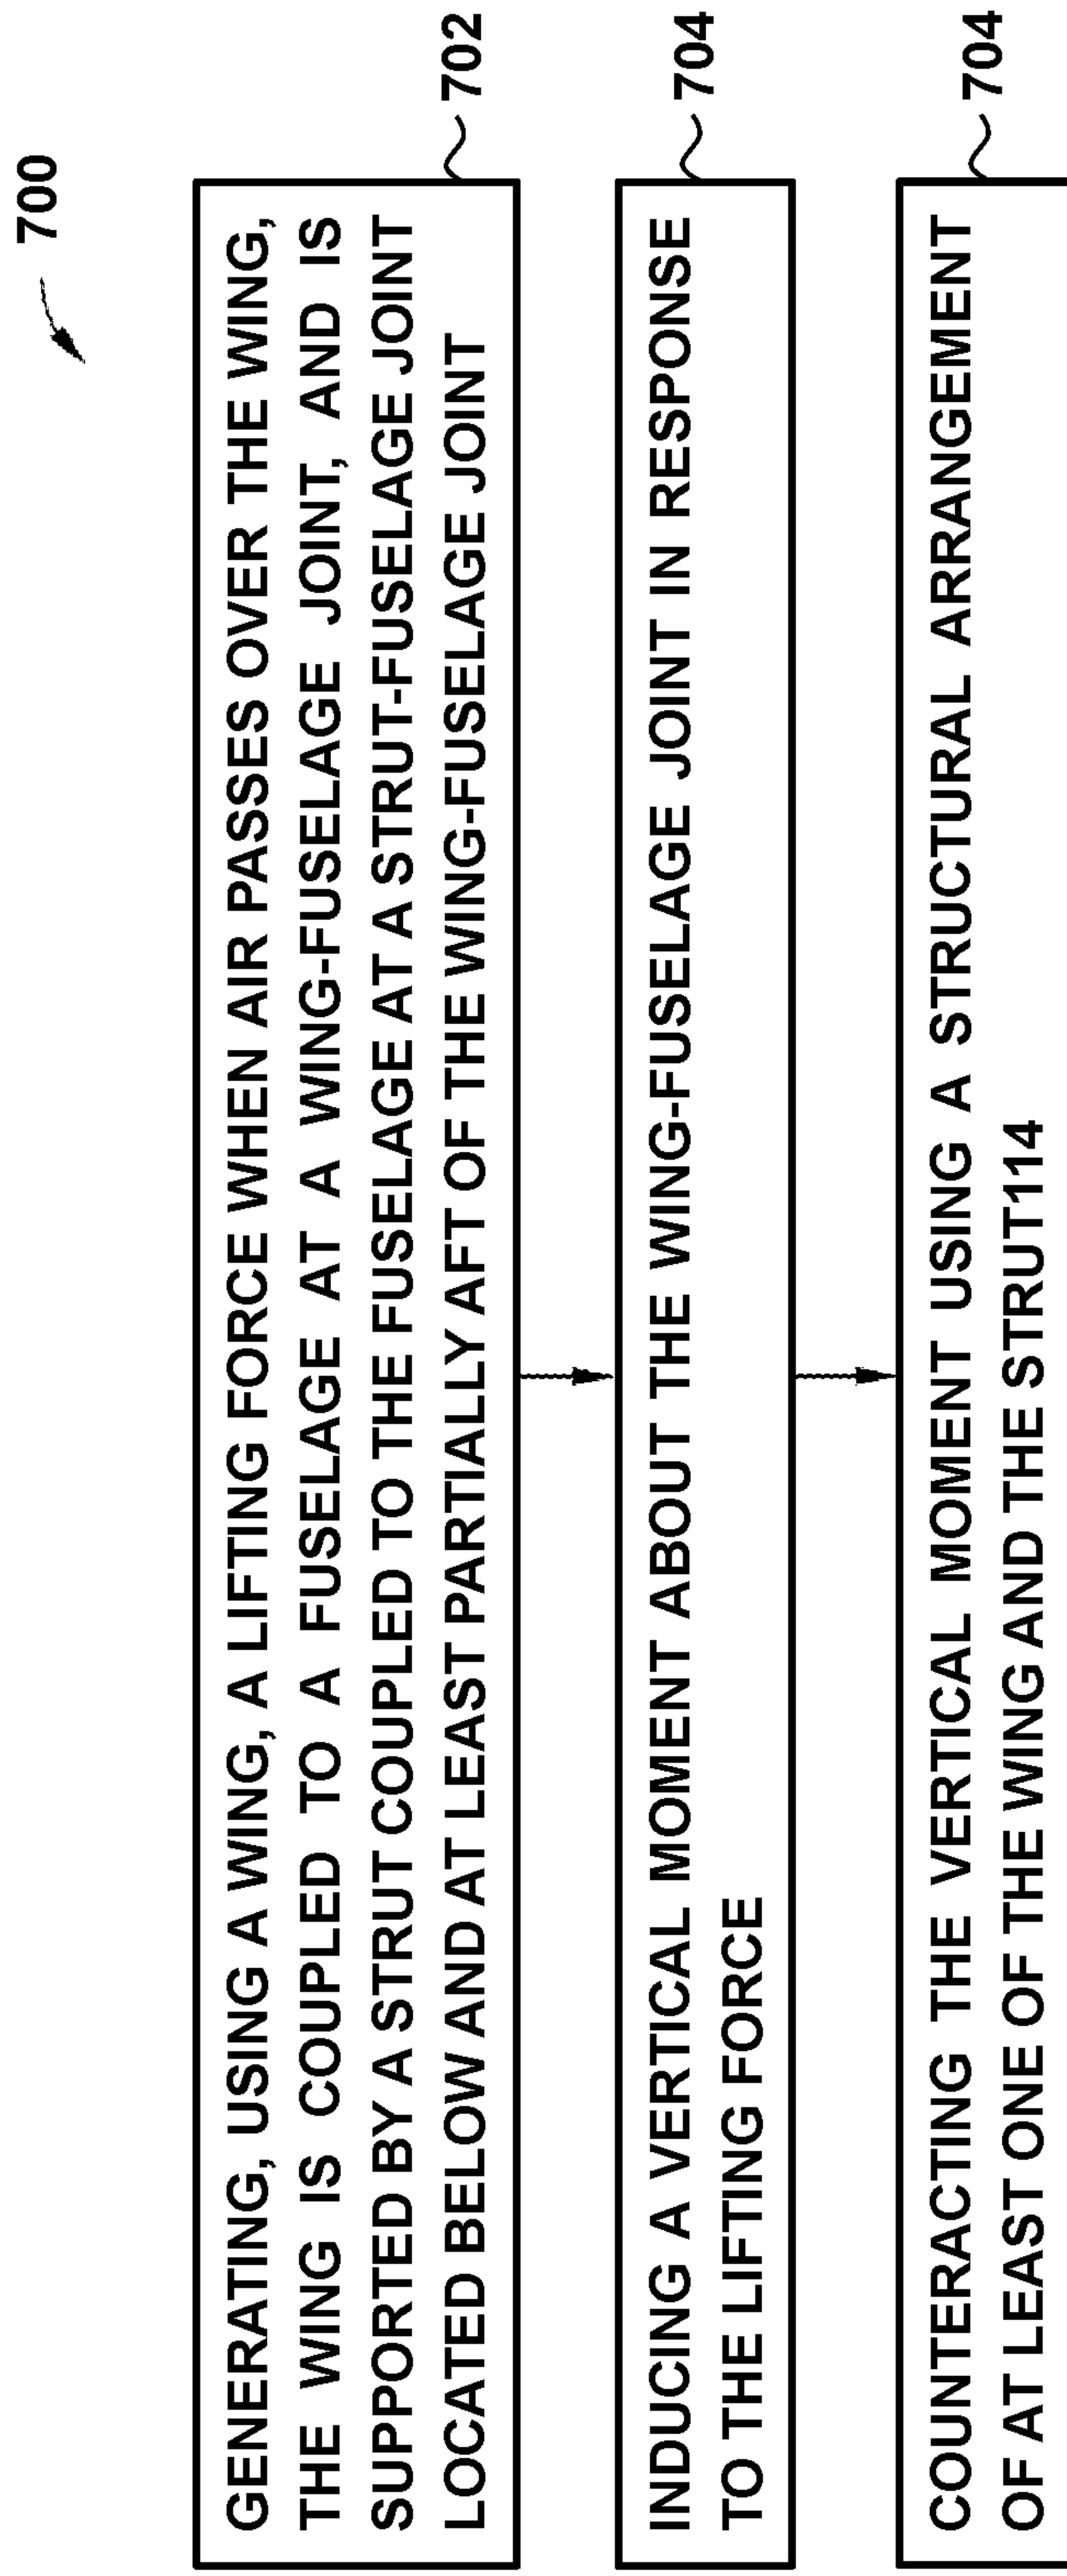 700
GENERATING, USING A WING, A LIFTING FORCE WHEN AIR PASSES OVER THE WING,
THE WING IS COUPLED TO A FUSELAGE AT A WING-FUSELAGE JOINT, AND IS
SUPPORTED BY A STRUT COUPLED TO THE FUSELAGE AT A STRUT-FUSELAGE JOINT
LOCATED BELOW AND AT LEAST PARTIALLY AFT OF THE WING-FUSELAGE JOINT
702
INDUCING A VERTICAL MOMENT ABOUT THE WING-FUSELAGE JOINT IN RESPONSE
TO THE LIFTING FORCE
704
COUNTERACTING THE VERTICAL MOMENT USING A STRUCTURAL ARRANGEMENT
OF AT LEAST ONE OF THE WING AND THE STRUT114
704